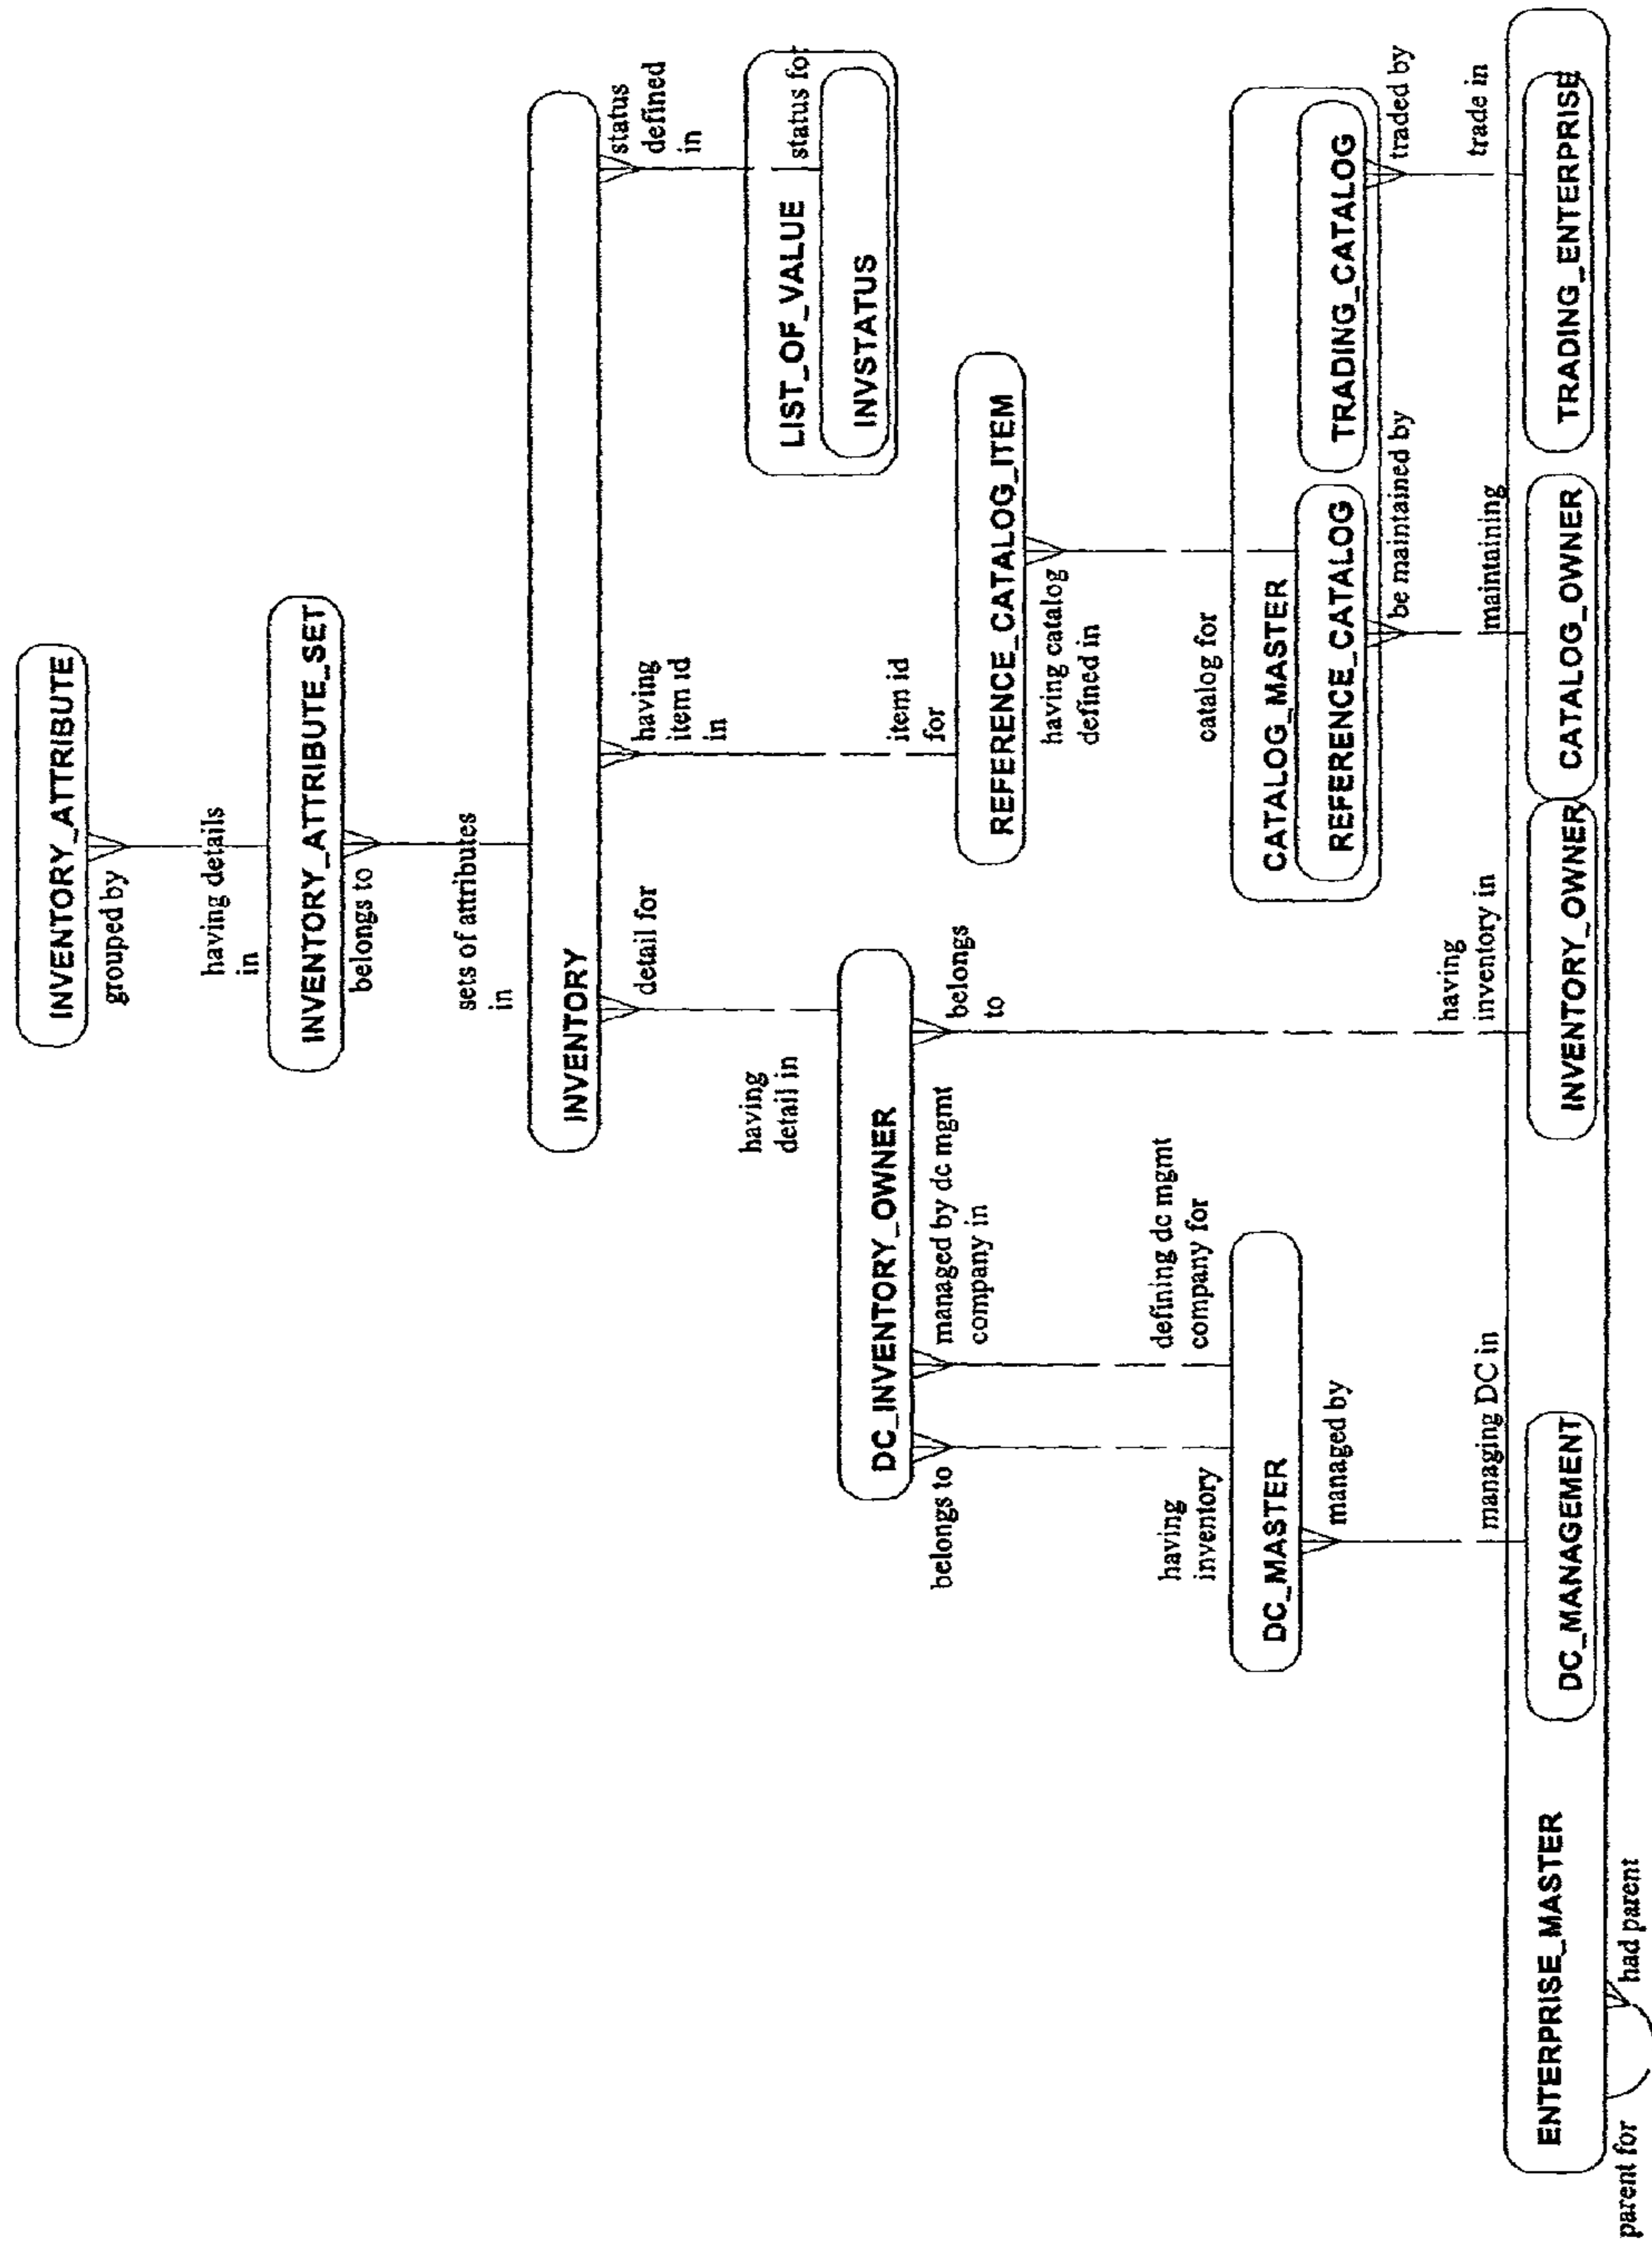 INVENTORY_ATTRIBUTE
grouped by
having details
in
INVENTORY_ATTRIBUTE_SET
belongs to
sets of attributes
in
INVENTORY
status
defined
in
having
item id
in
detail for
LIST_OF_VALUE
status for
INVSTATUS
having
detail in
item id
for
DC_INVENTORY_OWNER
REFERENCE_CATALOG_ITEM
belongs to
managed by dc mgmt
company in
belongs
to
having catalog
defined in
having
inventory
defining dc mgmt
company for
catalog for
DC_MASTER
managed by
CATALOG_MASTER
REFERENCE_CATALOG
TRADING_CATALOG
be maintained by
traded by
managing DC in
having
inventory in
maintaining
trade in
ENTERPRISE_MASTER
DC_MANAGEMENT
INVENTORY_OWNER
CATALOG_OWNER
TRADING_ENTERPRISE
parent for
had parent